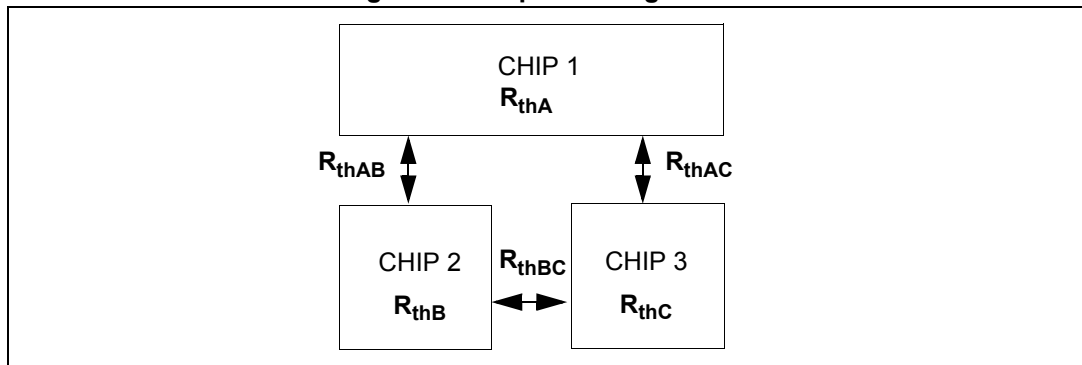 CHIP 1
RthA
RthAB
RthAC
CHIP 2
RthBC
CHIP 3
RthB
RthC